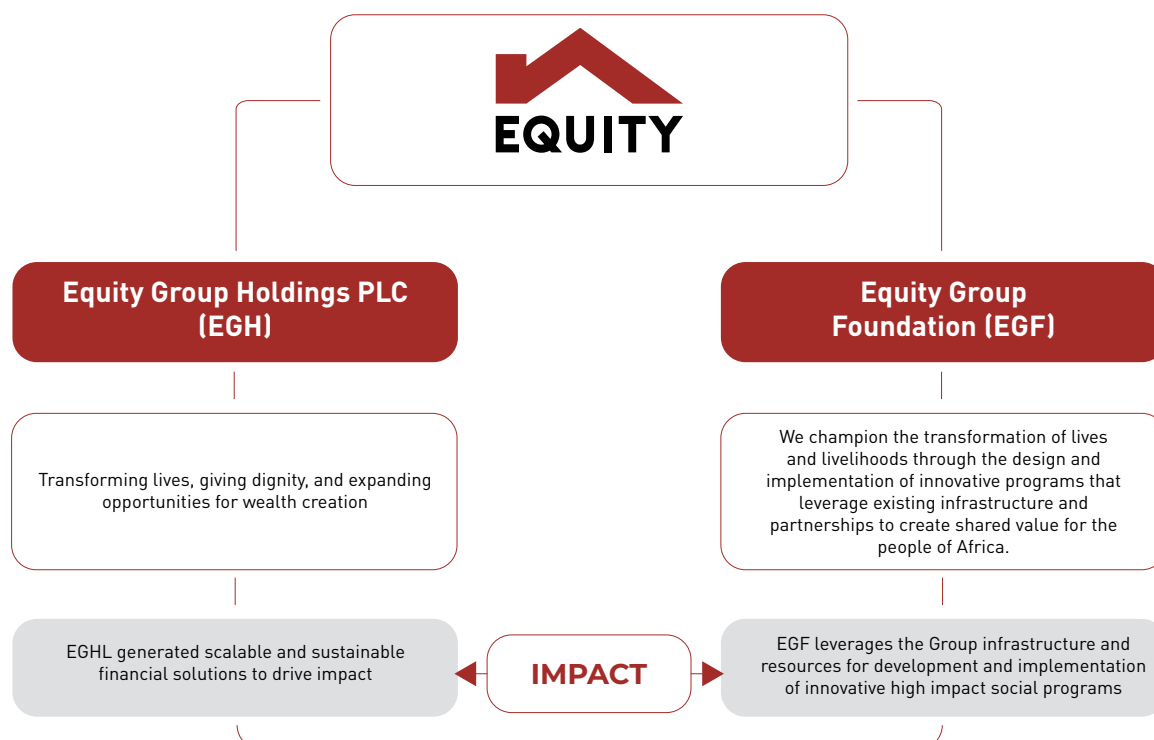 EQUITY
Equity Group Holdings PLC
(EGH)
Transforming lives, giving dignity, and expanding
opportunities for wealth creation
EGHL generated scalable and sustainable
financial solutions to drive impact
IMPACT
Equity Group
Foundation (EGF)
We champion the transformation of lives
and livelihoods through the design and
implementation of innovative programs that
leverage existing infrastructure and
partnerships to create shared value for the
people of Africa.
EGF leverages the Group infrastructure and
resources for development and implementation
of innovative high impact social programs